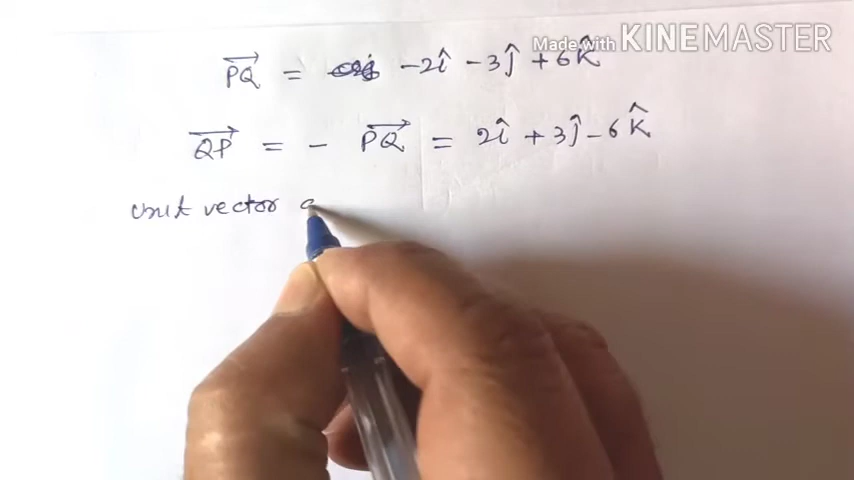 Made with KINEMASTER
PQ⃗ = -2î - 3ĵ + 6k̂
QP⃗ = - PQ⃗ = 2î + 3ĵ - 6k̂
unit vector